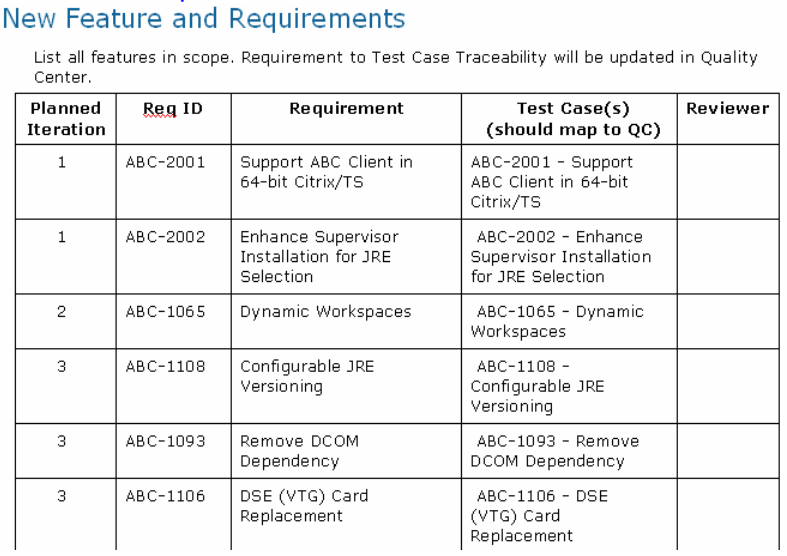 New Feature and Requirements
List all features in scope. Requirement to Test Case Traceability will be updated in Quality
Center.
Planned Iteration Req ID Requirement Test Case(s) (should map to QC) Reviewer
1 ABC-2001 Support ABC Client in 64-bit Citrix/TS ABC-2001 - Support ABC Client in 64-bit Citrix/TS
1 ABC-2002 Enhance Supervisor Installation for JRE Selection ABC-2002 - Enhance Supervisor Installation for JRE Selection
2 ABC-1065 Dynamic Workspaces ABC-1065 - Dynamic Workspaces
3 ABC-1108 Configurable JRE Versioning ABC-1108 - Configurable JRE Versioning
3 ABC-1093 Remove DCOM Dependency ABC-1093 - Remove DCOM Dependency
3 ABC-1106 DSE (VTG) Card Replacement ABC-1106 - DSE (VTG) Card Replacement